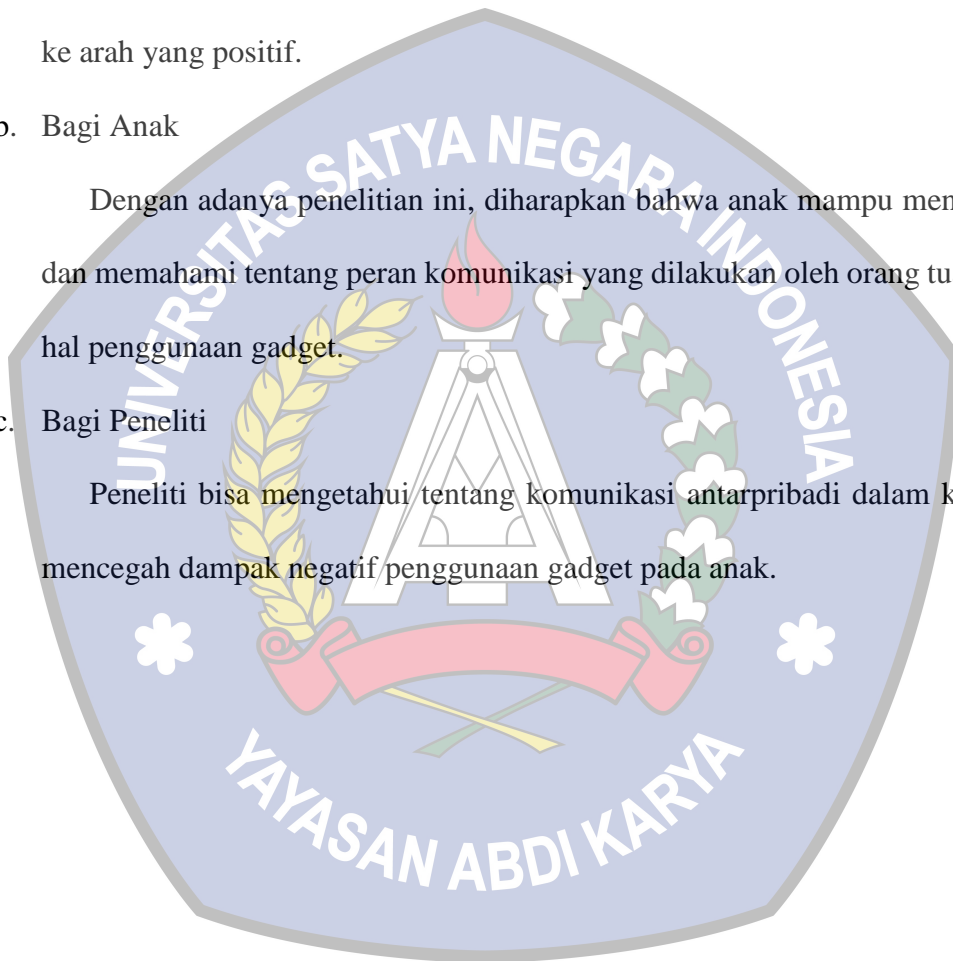 ke arah yang positif.
b. Bagi Anak
Dengan adanya penelitian ini, diharapkan bahwa anak mampu
dan memahami tentang peran komunikasi yang dilakukan oleh orang
hal penggunaan gadget.
c. Bagi Peneliti
Peneliti bisa mengetahui tentang komunikasi antarpribadi dalam
mencegah dampak negatif penggunaan gadget pada anak.
UNIVERSITAS SATYA NEGARA INDONESIA
YAYASAN ABDI KARYA